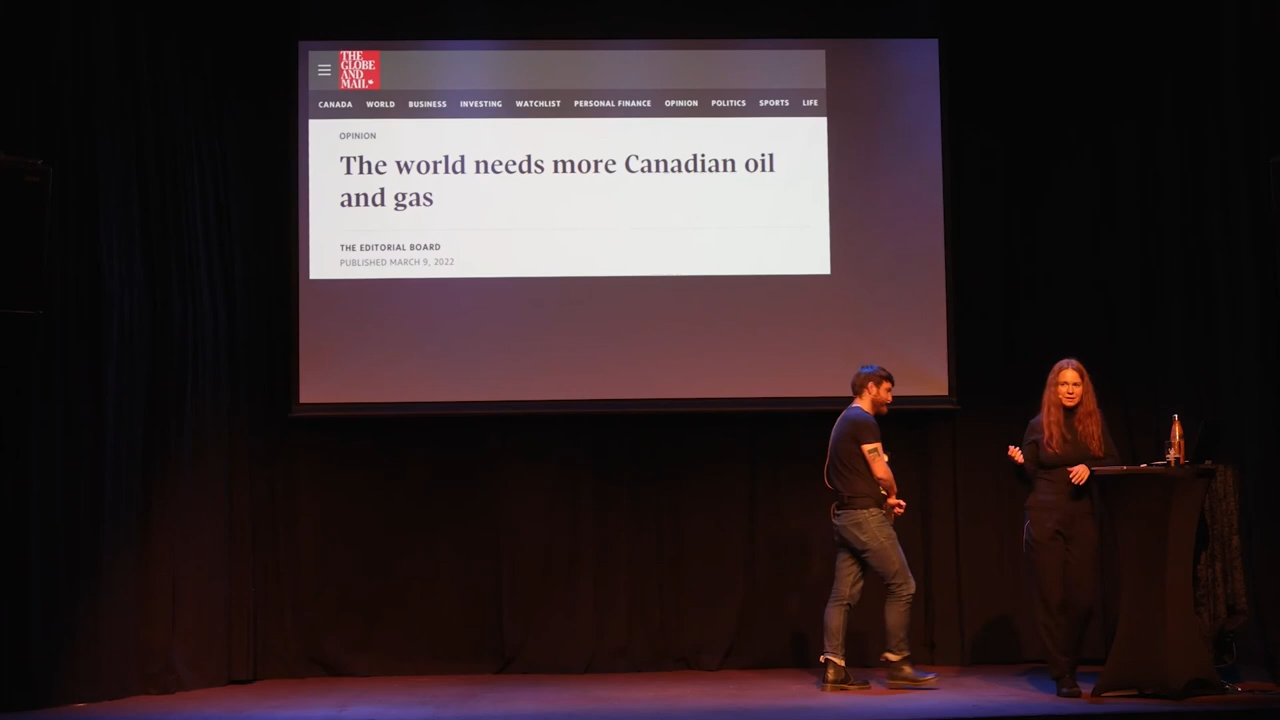 THE
GLOBE
AND
MAIL
CANADA WORLD BUSINESS INVESTING WATCHLIST PERSONAL FINANCE OPINION POLITICS SPORTS LIFE
OPINION
The world needs more Canadian oil
and gas
THE EDITORIAL BOARD
PUBLISHED MARCH 9, 2022